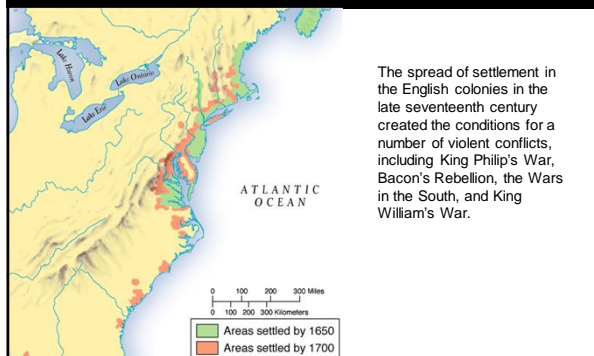 Lake Huron
Lake Ontario
Lake Erie
ATLANTIC
OCEAN
0 100 200 300 Miles
0 100 200 300 Kilometers
Areas settled by 1650
Areas settled by 1700
The spread of settlement in
the English colonies in the
late seventeenth century
created the conditions for a
number of violent conflicts,
including King Philip's War,
Bacon's Rebellion, the Wars
in the South, and King
William's War.